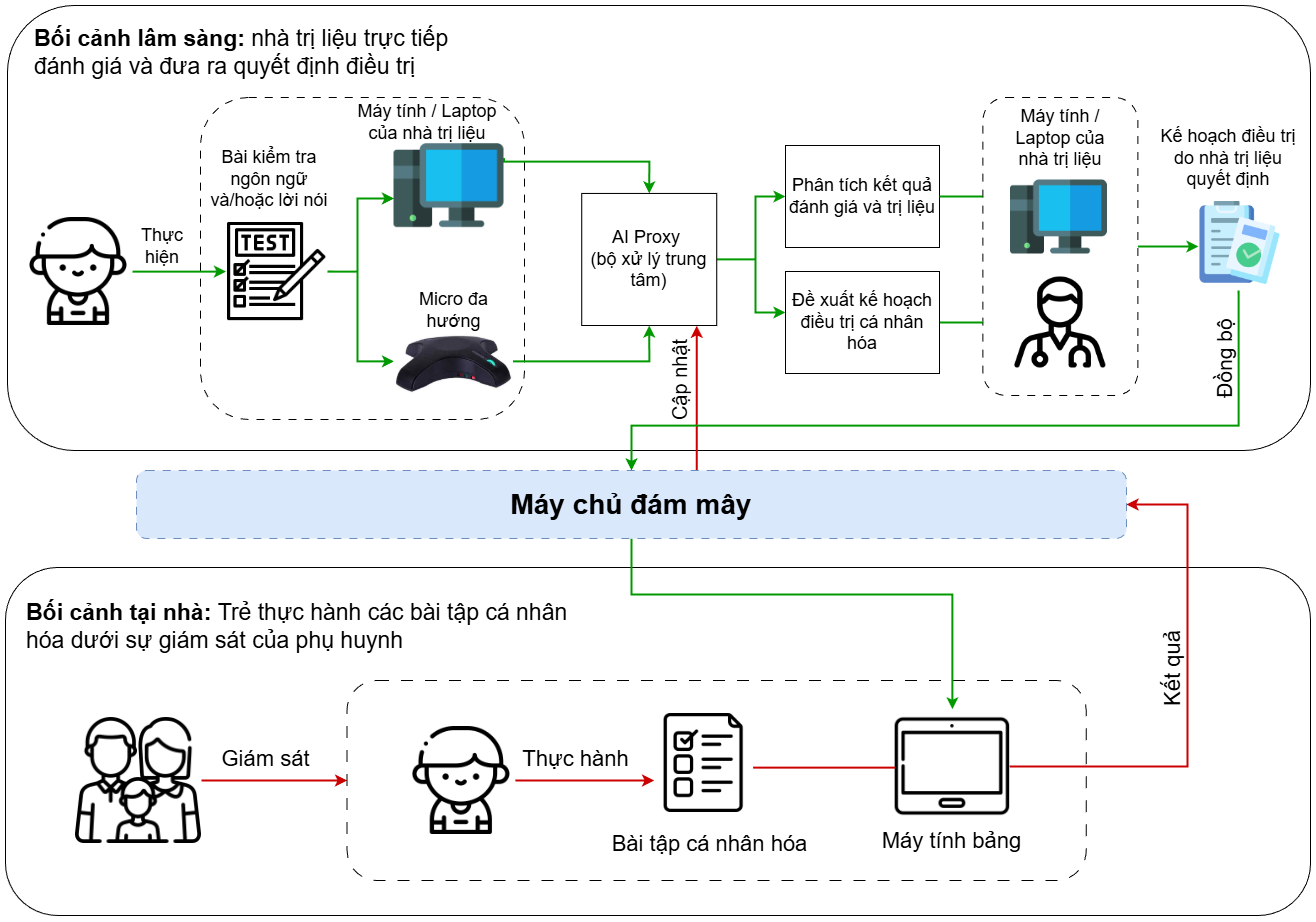 Bối cảnh lâm sàng: nhà trị liệu trực tiếp
đánh giá và đưa ra quyết định điều trị
Thực
hiện
Bài kiểm tra
ngôn ngữ
và/hoặc lời nói
TEST
Máy tính / Laptop
của nhà trị liệu
Micro đa
hướng
AI Proxy
(bộ xử lý trung
tâm)
Phân tích kết quả
đánh giá và trị liệu
Đề xuất kế hoạch
điều trị cá nhân
hóa
Máy tính /
Laptop của
nhà trị liệu
Kế hoạch điều trị
do nhà trị liệu
quyết định
Cập nhật
Đồng bộ
Máy chủ đám mây
Bối cảnh tại nhà: Trẻ thực hành các bài tập cá nhân
hóa dưới sự giám sát của phụ huynh
Giám sát
Thực hành
Bài tập cá nhân hóa
Máy tính bảng
Kết quả